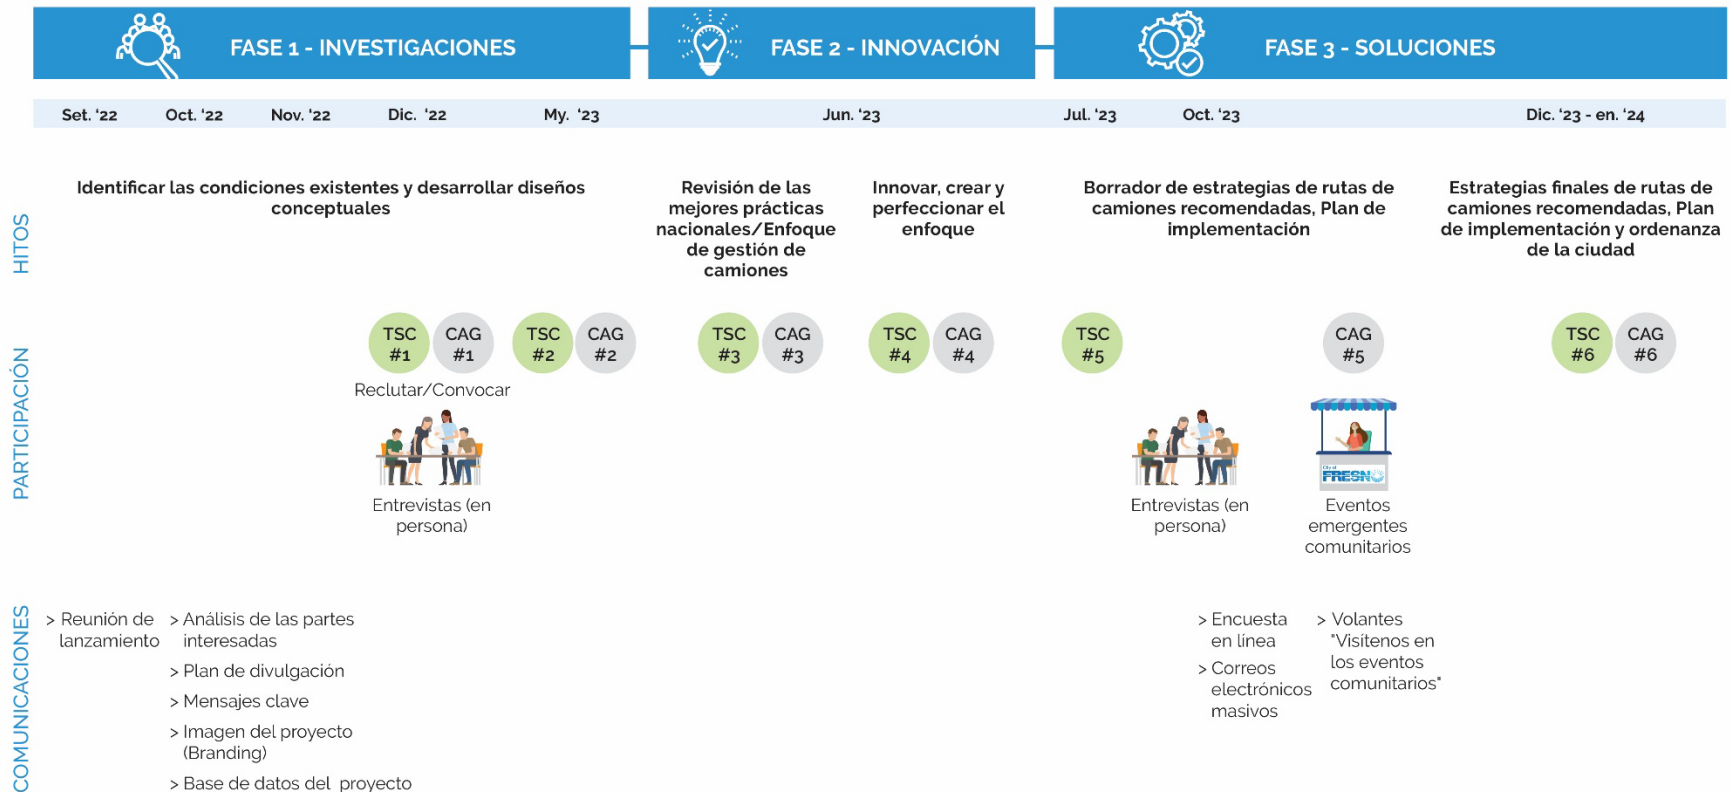 FASE 1 - INVESTIGACIONES
FASE 2 - INNOVACIÓN
FASE 3 - SOLUCIONES
Set. ‘22
Oct. ‘22
Nov. ‘22
Dic. ‘22
My. ‘23
Jun. ‘23
Jul. ‘23
Oct. ‘23
Dic. ‘23 - en. ‘24
HITOS
Identificar las condiciones existentes y desarrollar diseños
conceptuales
Revisión de las
mejores prácticas
nacionales/Enfoque
de gestión de
camiones
Innovar, crear y
perfeccionar el
enfoque
Borrador de estrategias de rutas de
camiones recomendadas, Plan de
implementación
Estrategias finales de rutas de
camiones recomendadas, Plan
de implementación y ordenanza
de la ciudad
PARTICIPACIÓN
TSC
#1
CAG
#1
TSC
#2
CAG
#2
TSC
#3
CAG
#3
TSC
#4
CAG
#4
TSC
#5
CAG
#5
TSC
#6
CAG
#6
Reclutar/Convocar
Entrevistas (en
persona)
Entrevistas (en
persona)
City of
FRESNO
Eventos
emergentes
comunitarios
COMUNICACIONES
> Reunión de
lanzamiento
> Análisis de las partes
interesadas
> Plan de divulgación
> Mensajes clave
> Imagen del proyecto
(Branding)
> Base de datos del proyecto
> Encuesta
en línea
> Correos
electrónicos
masivos
> Volantes
"Visítenos en
los eventos
comunitarios"